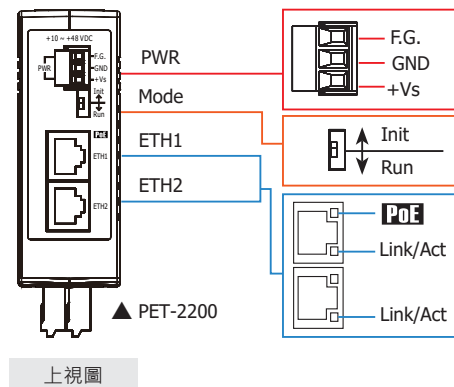 +10 ~ +48 VDC
PWR
F.G.
GND
+Vs
Init
Run
PoE
ETH1
ETH2
PWR
Mode
ETH1
ETH2
▲ PET-2200
F.G.
GND
+Vs
Init
Run
PoE
Link/Act
Link/Act
上視圖